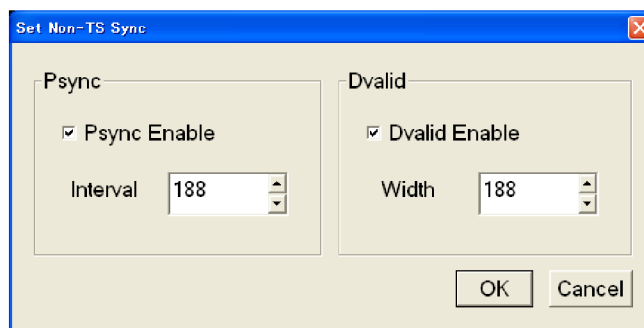 Set Non-TS Sync
Psync
Psync Enable
Interval 188
Dvalid
Dvalid Enable
Width 188
OK Cancel